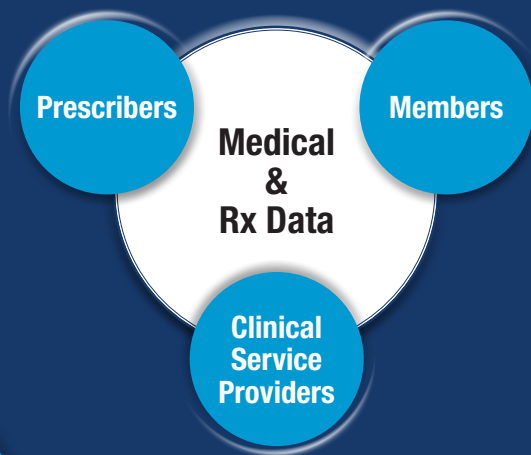 Prescribers
Members
Medical
&
Rx Data
Clinical
Service
Providers